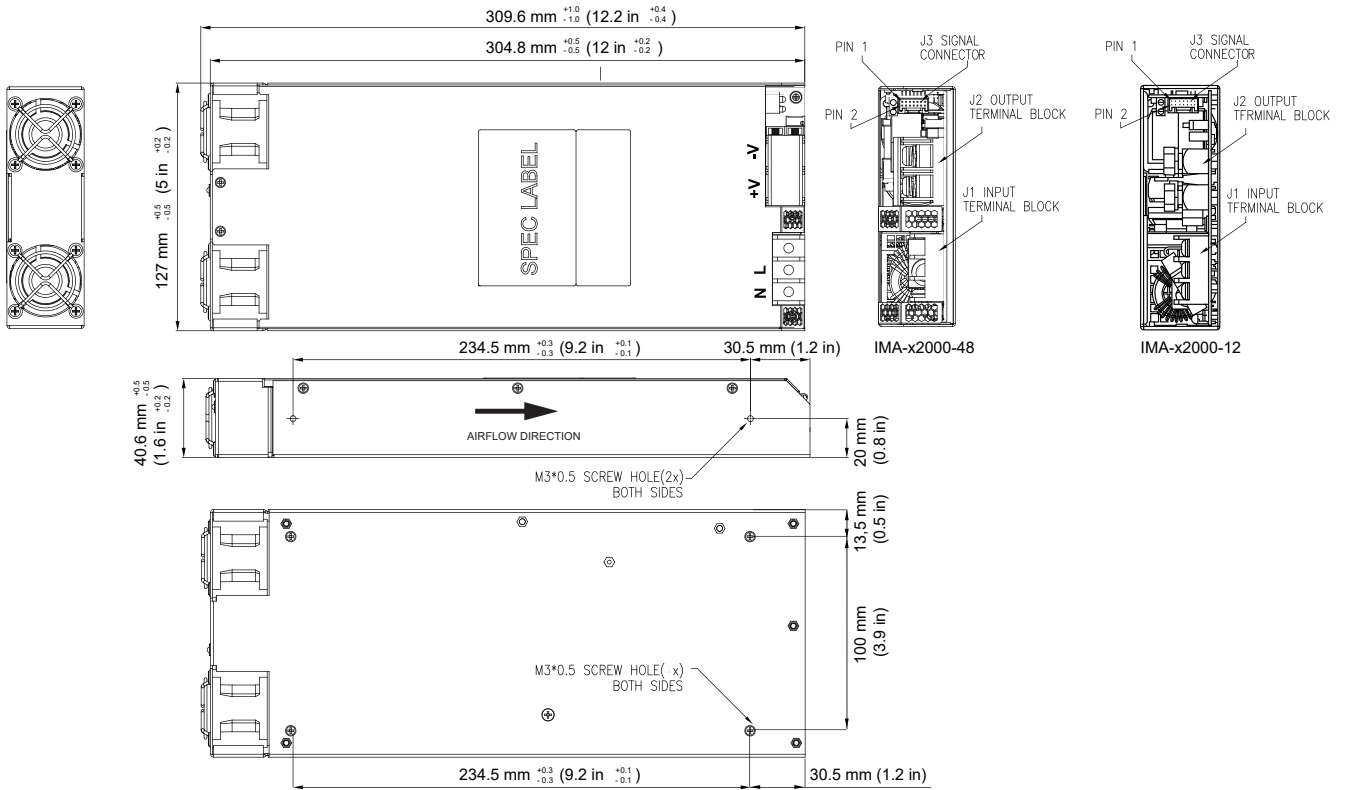 309.6 mm +1.0 -1.0 (12.2 in +0.4 -0.4 )
304.8 mm +0.5 -0.5 (12 in +0.2 -0.2 )
127 mm +0.5 -0.5 (5 in +0.2 -0.2 )
SPEC LABEL
+V -V
N L
PIN 1
J3 SIGNAL
CONNECTOR
PIN 2
J2 OUTPUT
TERMINAL BLOCK
J1 INPUT
TERMINAL BLOCK
IMA-x2000-48
PIN 1
J3 SIGNAL
CONNECTOR
PIN 2
J2 OUTPUT
TFRMINAL BLOCK
J1 INPUT
TFRMINAL BLOCK
IMA-x2000-12
234.5 mm +0.3 -0.3 (9.2 in +0.1 -0.1 )
30.5 mm (1.2 in)
40.6 mm +0.5 -0.5
(1.6 in +0.2 -0.2 )
AIRFLOW DIRECTION
20 mm
(0.8 in)
M3*0.5 SCREW HOLE(2x)
BOTH SIDES
13,5 mm
(0.5 in)
100 mm
(3.9 in)
M3*0.5 SCREW HOLE( x)
BOTH SIDES
234.5 mm +0.3 -0.3 (9.2 in +0.1 -0.1 )
30.5 mm (1.2 in)